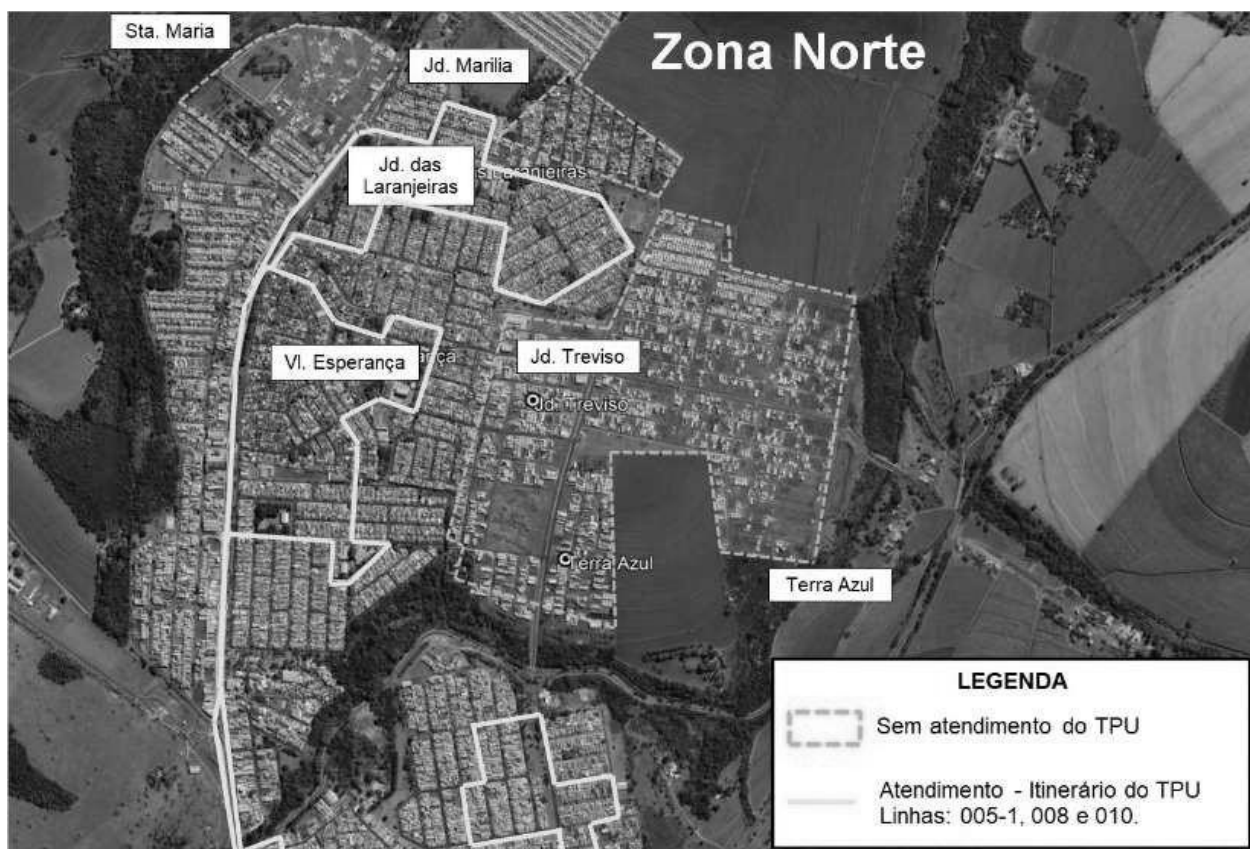 Zona Norte
Sta. Maria
Jd. Marilia
Jd. das
Laranjeiras
Laranjeiras
Vl. Esperança
Jd. Treviso
Jd. Treviso
Terra Azul
Terra Azul
LEGENDA
Sem atendimento do TPU
Atendimento - Itinerário do TPU
Linhas: 005-1, 008 e 010.